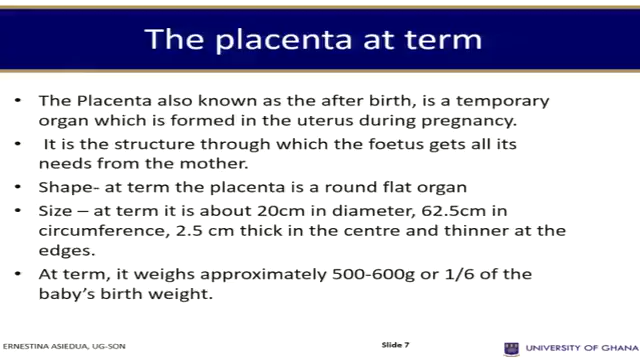 The placenta at term
• The Placenta also known as the after birth, is a temporary
organ which is formed in the uterus during pregnancy.
• It is the structure through which the foetus gets all its
needs from the mother.
• Shape- at term the placenta is a round flat organ
• Size – at term it is about 20cm in diameter, 62.5cm in
circumference, 2.5 cm thick in the centre and thinner at the
edges.
• At term, it weighs approximately 500-600g or 1/6 of the
baby's birth weight.
ERNESTINA ASIEDUA, UG-SON
Slide 7
UNIVERSITY OF GHANA